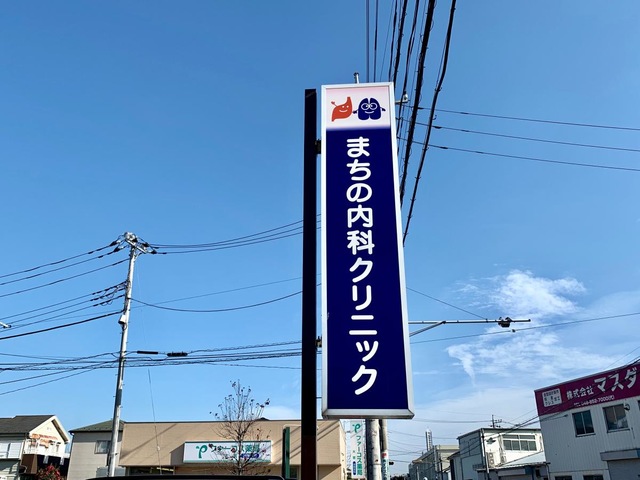 まちの内科クリニック
株式会社 マスダ